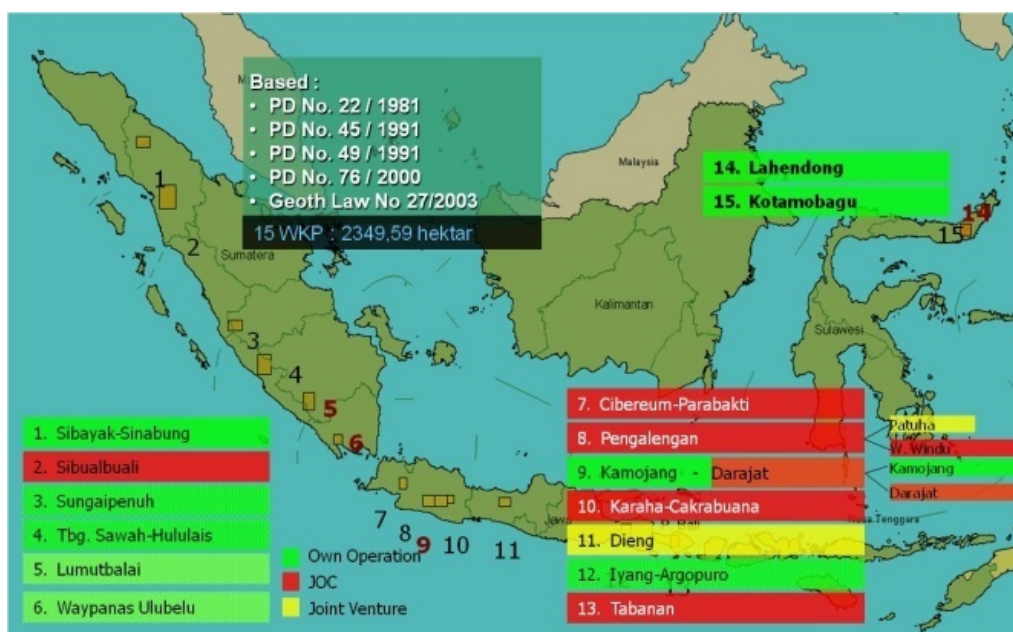 Based :
• PD No. 22 / 1981
• PD No. 45 / 1991
• PD No. 49 / 1991
• PD No. 76 / 2000
• Geoth Law No 27/2003
15 WKP : 2349,59 hektar
Malaysia
14. Lahendong
15. Kotamobagu
1
2
Sumatera
3
4
5
6
Kalimantan
Sulawesi
14
15
1. Sibayak-Sinabung
2. Sibualbuali
3. Sungaipenuh
4. Tbg. Sawah-Hululais
5. Lumutbalai
6. Waypanas Ulubelu
Own Operation
JOC
Joint Venture
7
8
9
10
11
Jawa
Bali
Tenggara
7. Cibereum-Parabakti
8. Pengalengan
9. Kamojang - Darajat
10. Karaha-Cakrabuana
11. Dieng
12. Iyang-Argopuro
13. Tabanan
Patuha
W. Windu
Kamojang
Darajat